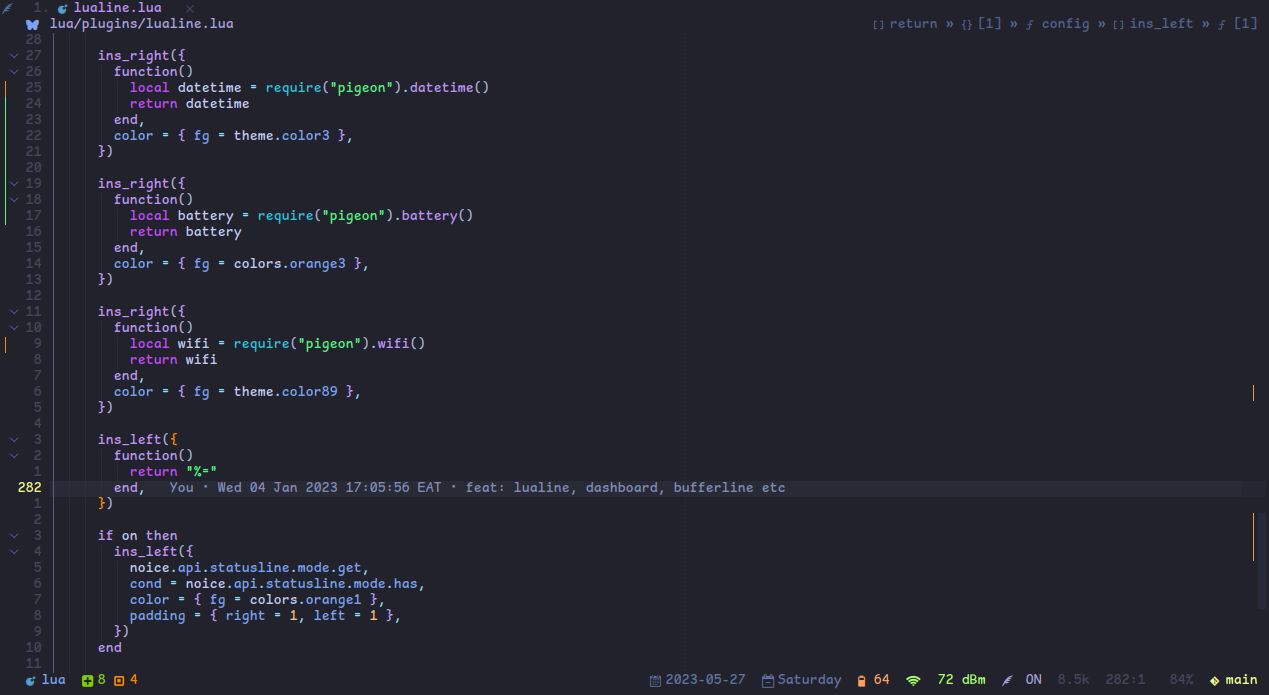 1. lualine.lua ×
lua/plugins/lualine.lua [] return » {} [1] » ƒ config » [] ins_left » ƒ [1]
28
27 ins_right({
26 function()
25 local datetime = require("pigeon").datetime()
24 return datetime
23 end,
22 color = { fg = theme.color3 },
21 })
20
19 ins_right({
18 function()
17 local battery = require("pigeon").battery()
16 return battery
15 end,
14 color = { fg = colors.orange3 },
13 })
12
11 ins_right({
10 function()
9 local wifi = require("pigeon").wifi()
8 return wifi
7 end,
6 color = { fg = theme.color89 },
5 })
4
3 ins_left({
2 function()
1 return "%="
282 end, You · Wed 04 Jan 2023 17:05:56 EAT · feat: lualine, dashboard, bufferline etc
1 })
2
3 if on then
4 ins_left({
5 noice.api.statusline.mode.get,
6 cond = noice.api.statusline.mode.has,
7 color = { fg = colors.orange1 },
8 padding = { right = 1, left = 1 },
9 })
10 end
11
lua 8 4 2023-05-27 Saturday 64 72 dBm ON 8.5k 282:1 84% main